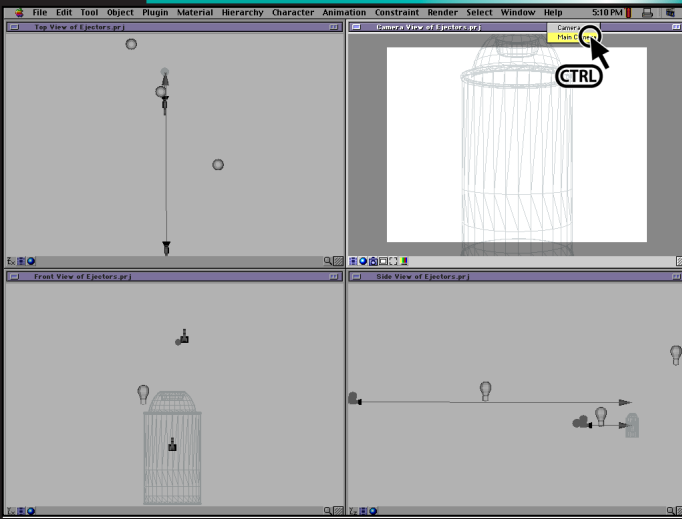 File Edit Tool Object Plugin Material Hierarchy Character Animation Constraint Render Select Window Help 5:10 PM
Top View of Ejectors.prj
Camera View of Ejectors.prj
Camera
Main Camera
CTRL
Front View of Ejectors.prj
Side View of Ejectors.prj